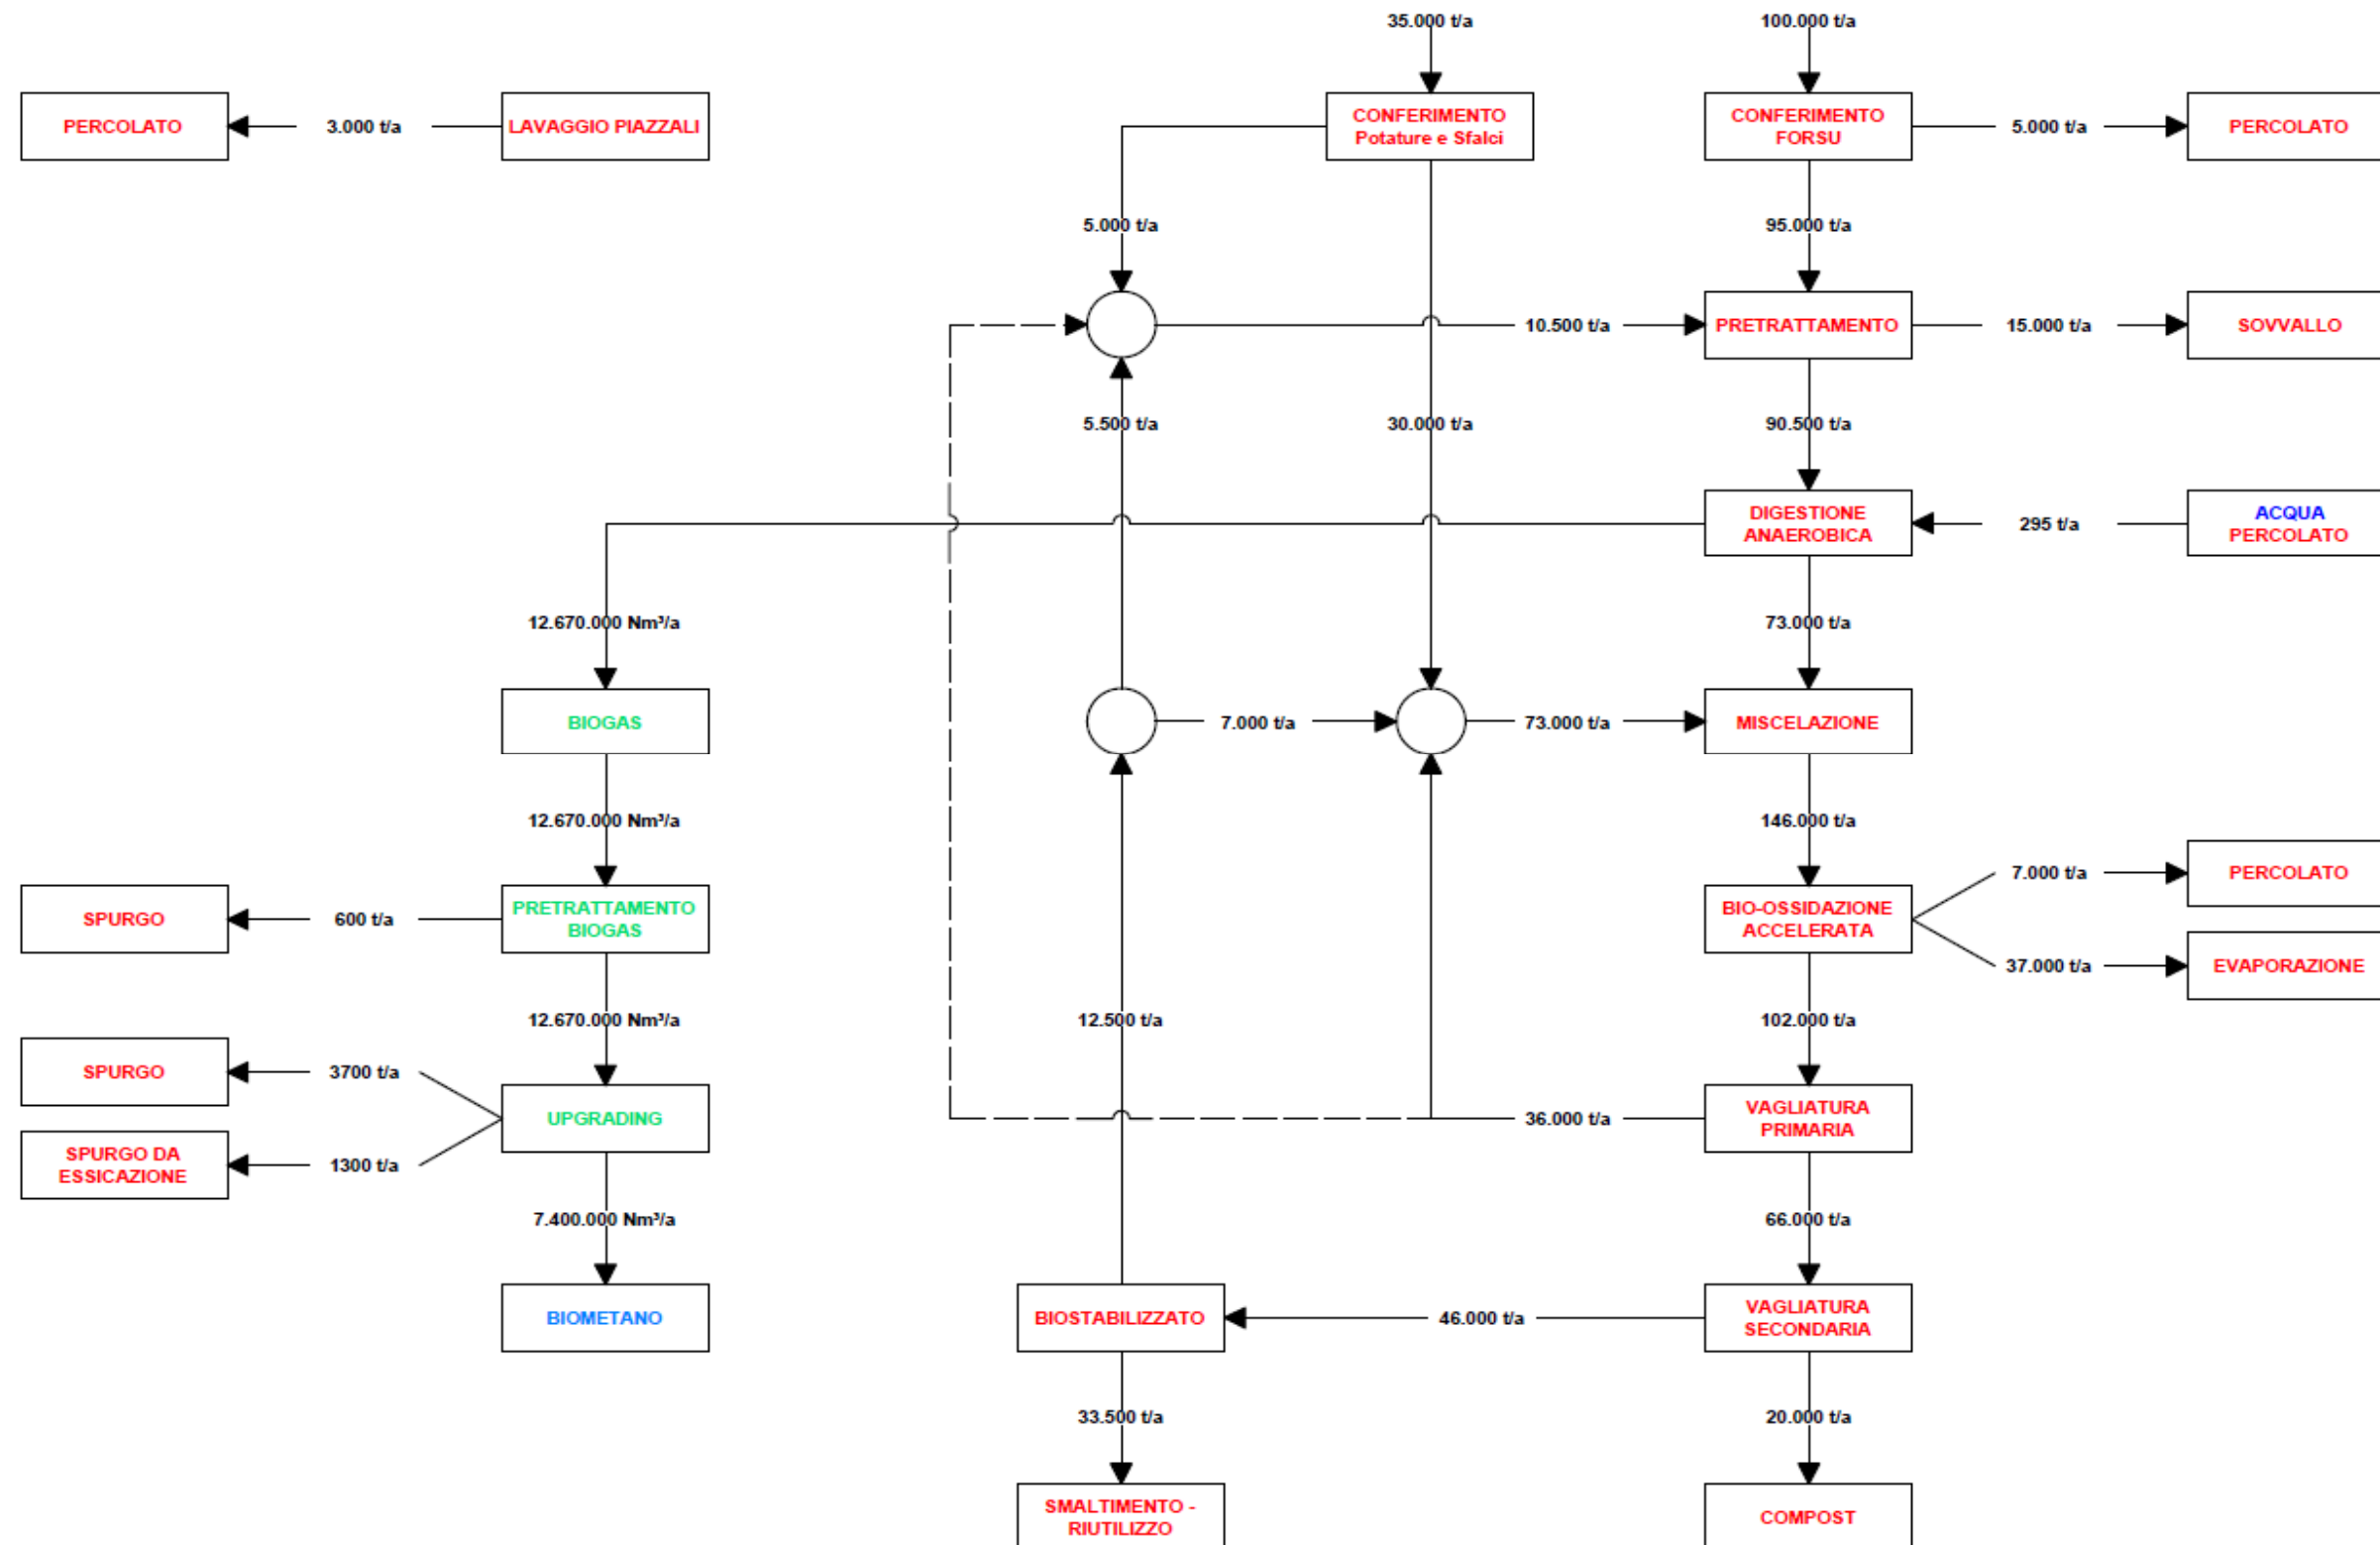 35.000 t/a
100.000 t/a
PERCOLATO
3.000 t/a
LAVAGGIO PIAZZALI
CONFERIMENTO
Potature e Sfalci
CONFERIMENTO
FORSU
5.000 t/a
PERCOLATO
5.000 t/a
95.000 t/a
10.500 t/a
PRETRATTAMENTO
15.000 t/a
SOVVALLO
5.500 t/a
30.000 t/a
90.500 t/a
DIGESTIONE
ANAEROBICA
295 t/a
ACQUA
PERCOLATO
12.670.000 Nm³/a
73.000 t/a
BIOGAS
7.000 t/a
73.000 t/a
MISCELAZIONE
12.670.000 Nm³/a
146.000 t/a
SPURGO
600 t/a
PRETRATTAMENTO
BIOGAS
BIO-OSSIDAZIONE
ACCELERATA
7.000 t/a
PERCOLATO
37.000 t/a
EVAPORAZIONE
12.670.000 Nm³/a
12.500 t/a
102.000 t/a
SPURGO
3700 t/a
UPGRADING
SPURGO DA
ESSICAZIONE
1300 t/a
36.000 t/a
VAGLIATURA
PRIMARIA
7.400.000 Nm³/a
66.000 t/a
BIOMETANO
BIOSTABILIZZATO
46.000 t/a
VAGLIATURA
SECONDARIA
33.500 t/a
20.000 t/a
SMALTIMENTO -
RIUTILIZZO
COMPOST